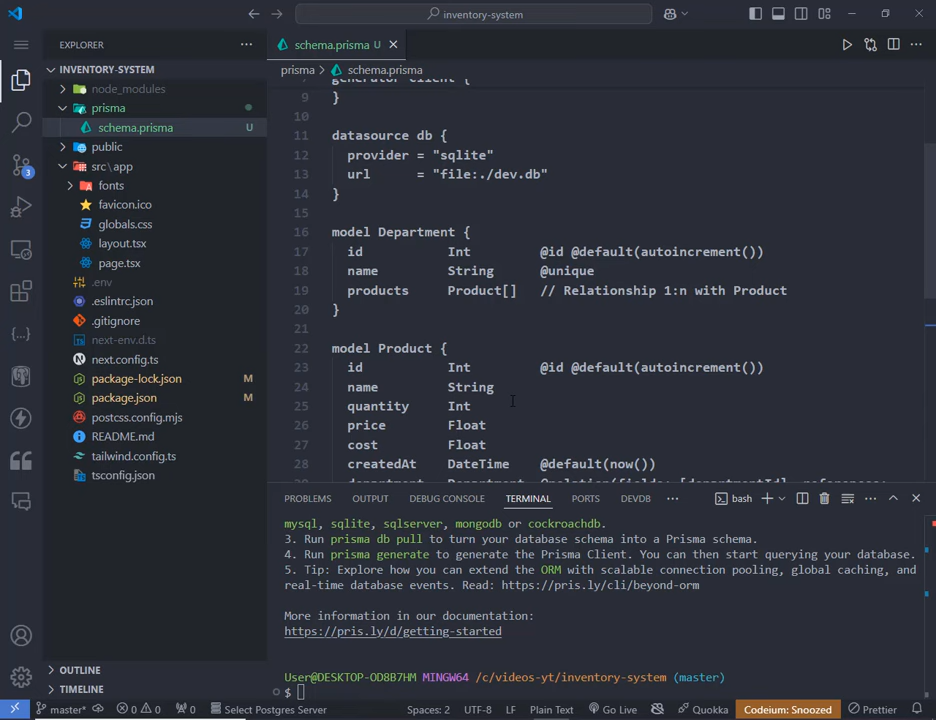 inventory-system
EXPLORER
schema.prisma U
INVENTORY-SYSTEM
prisma > schema.prisma
node_modules
prisma
schema.prisma U
public
src\app
fonts
favicon.ico
globals.css
layout.tsx
page.tsx
.env
.eslintrc.json
.gitignore
next-env.d.ts
next.config.ts
package-lock.json M
package.json M
postcss.config.mjs
README.md
tailwind.config.ts
tsconfig.json
OUTLINE
TIMELINE
3
generator client {
9 }
10
11 datasource db {
12 provider = "sqlite"
13 url = "file:./dev.db"
14 }
15
16 model Department {
17 id Int @id @default(autoincrement())
18 name String @unique
19 products Product[] // Relationship 1:n with Product
20 }
21
22 model Product {
23 id Int @id @default(autoincrement())
24 name String
25 quantity Int
26 price Float
27 cost Float
28 createdAt DateTime @default(now())
department Department @relation(fields: [departmentId], references:
PROBLEMS OUTPUT DEBUG CONSOLE TERMINAL PORTS DEVDB bash
mysql, sqlite, sqlserver, mongodb or cockroachdb.
3. Run prisma db pull to turn your database schema into a Prisma schema.
4. Run prisma generate to generate the Prisma Client. You can then start querying your database.
5. Tip: Explore how you can extend the ORM with scalable connection pooling, global caching, and
real-time database events. Read: https://pris.ly/cli/beyond-orm
More information in our documentation:
https://pris.ly/d/getting-started
User@DESKTOP-OD8B7HM MINGW64 /c/videos-yt/inventory-system (master)
$
master* 0 0 0 Select Postgres Server Spaces: 2 UTF-8 LF Plain Text Go Live Quokka Codeium: Snoozed Prettier